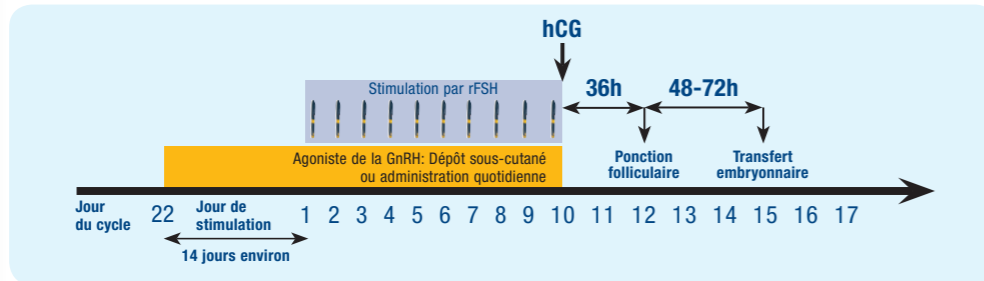 hCG
Stimulation par rFSH
36h
48-72h
Agoniste de la GnRH: Dépôt sous-cutané
ou administration quotidienne
Ponction
folliculaire
Transfert
embryonnaire
Jour
du cycle
22
Jour de
stimulation
1 2 3 4 5 6 7 8 9 10 11 12 13 14 15 16 17
14 jours environ